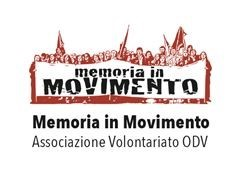 memoria in
MOVIMENTO
Memoria in Movimento
Associazione Volontariato ODV